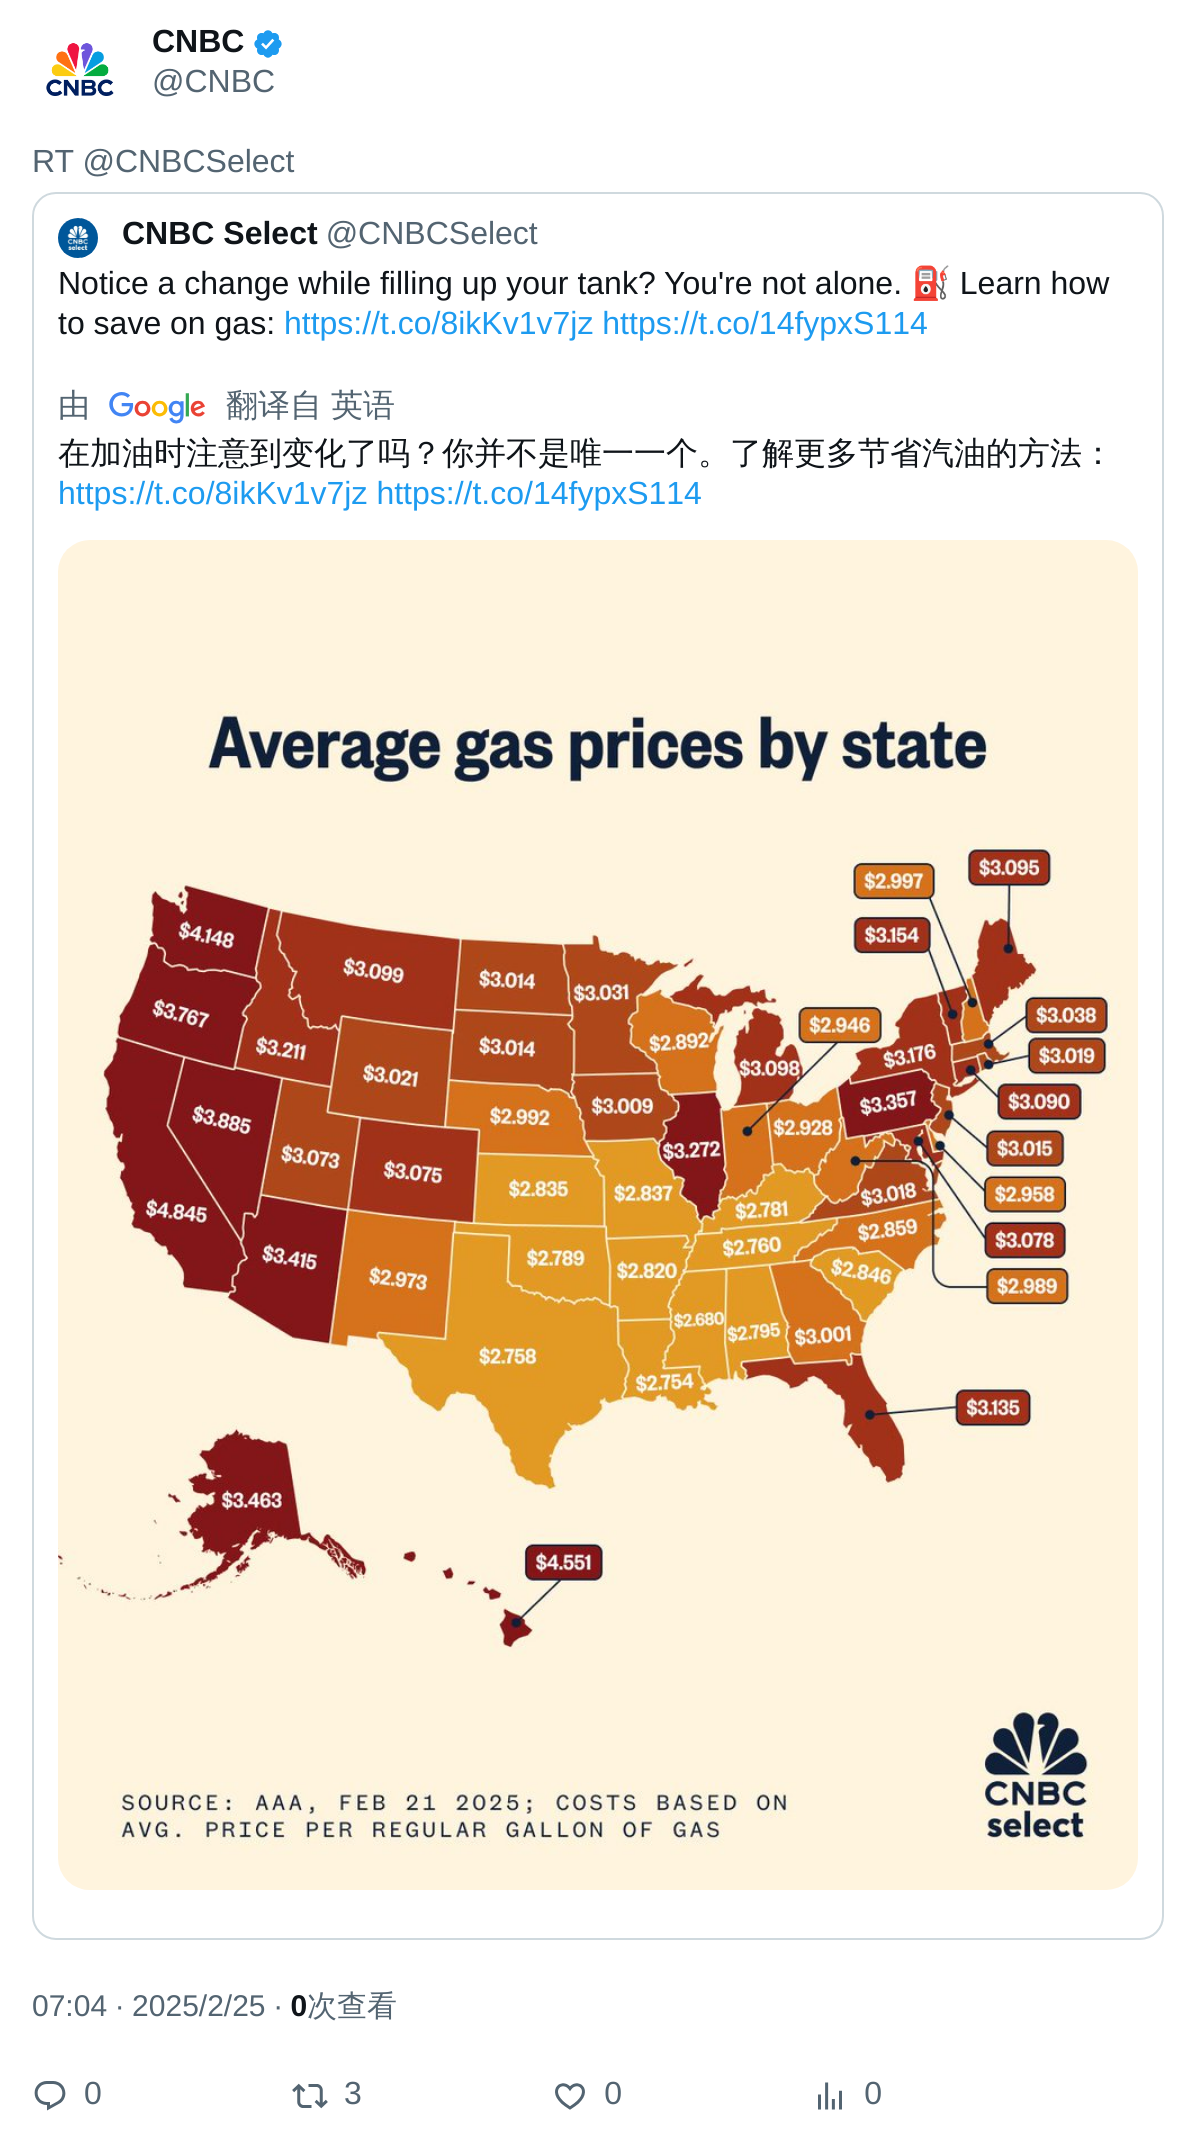 CNBC
@CNBC
CNBC
RT @CNBCSelect
CNBC select
CNBC Select @CNBCSelect
Notice a change while filling up your tank? You're not alone. ⛽ Learn how
to save on gas: https://t.co/8ikKv1v7jz https://t.co/14fypxS114
由 Google 翻译自 英语
在加油时注意到变化了吗？你并不是唯一一个。了解更多节省汽油的方法：
https://t.co/8ikKv1v7jz https://t.co/14fypxS114
Average gas prices by state
$3.095
$2.997
$3.154
$4.148
$3.099
$3.014
$3.031
$3.767
$3.211
$3.021
$3.014
$2.892
$2.946
$3.098
$3.176
$3.038
$3.019
$3.885
$2.992
$3.009
$3.357
$3.090
$3.073
$3.075
$3.272
$2.928
$3.015
$4.845
$2.835
$2.837
$2.781
$3.018
$2.958
$3.415
$2.973
$2.789
$2.820
$2.760
$2.859
$3.078
$2.846
$2.989
$2.758
$2.680
$2.795
$3.001
$2.754
$3.135
$3.463
$4.551
SOURCE: AAA, FEB 21 2025; COSTS BASED ON
AVG. PRICE PER REGULAR GALLON OF GAS
CNBC
select
07:04 · 2025/2/25 · 0次查看
0 3 0 0